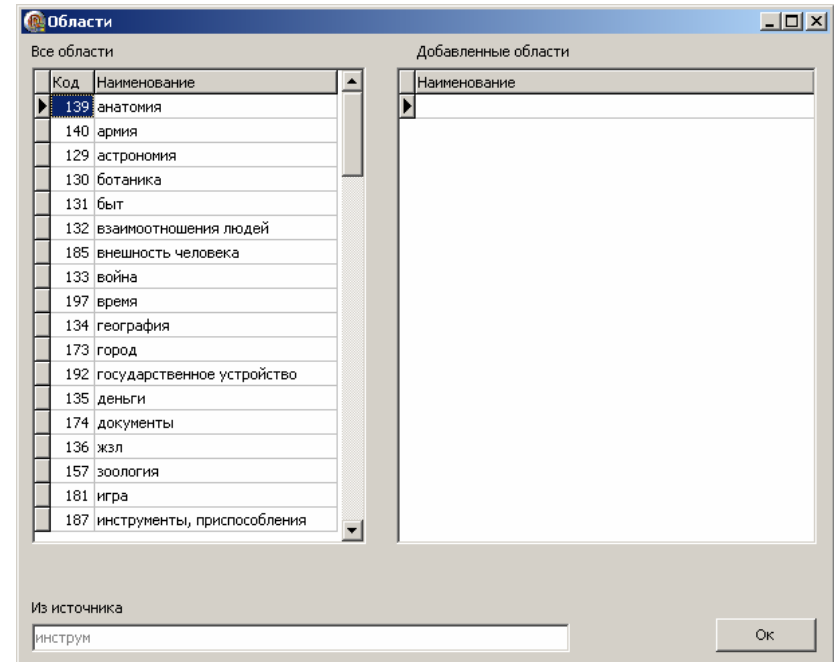 Области
Все области
Добавленные области
Код Наименование
Наименование
139 анатомия
140 армия
129 астрономия
130 ботаника
131 быт
132 взаимоотношения людей
185 внешность человека
133 война
197 время
134 география
173 город
192 государственное устройство
135 деньги
174 документы
136 жзл
157 зоология
181 игра
187 инструменты, приспособления
Из источника
инструм
Ок